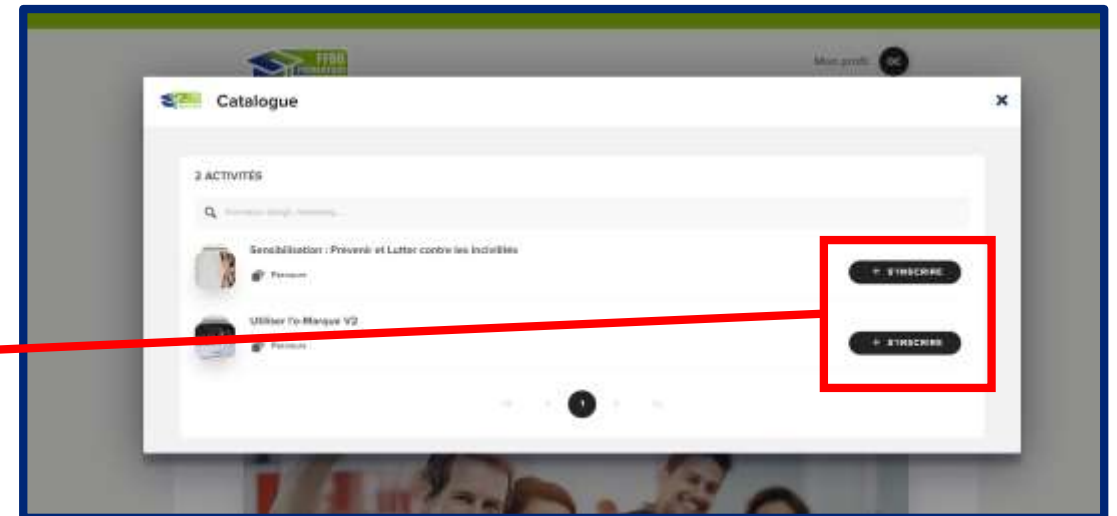 FFBB
Mon profil
Catalogue
2 ACTIVITÉS
Sensibilisation : Prévenir et Lutter contre les incivilités
Parcours
+ S'INSCRIRE
Utiliser l'e-Marque V2
Parcours
+ S'INSCRIRE
1